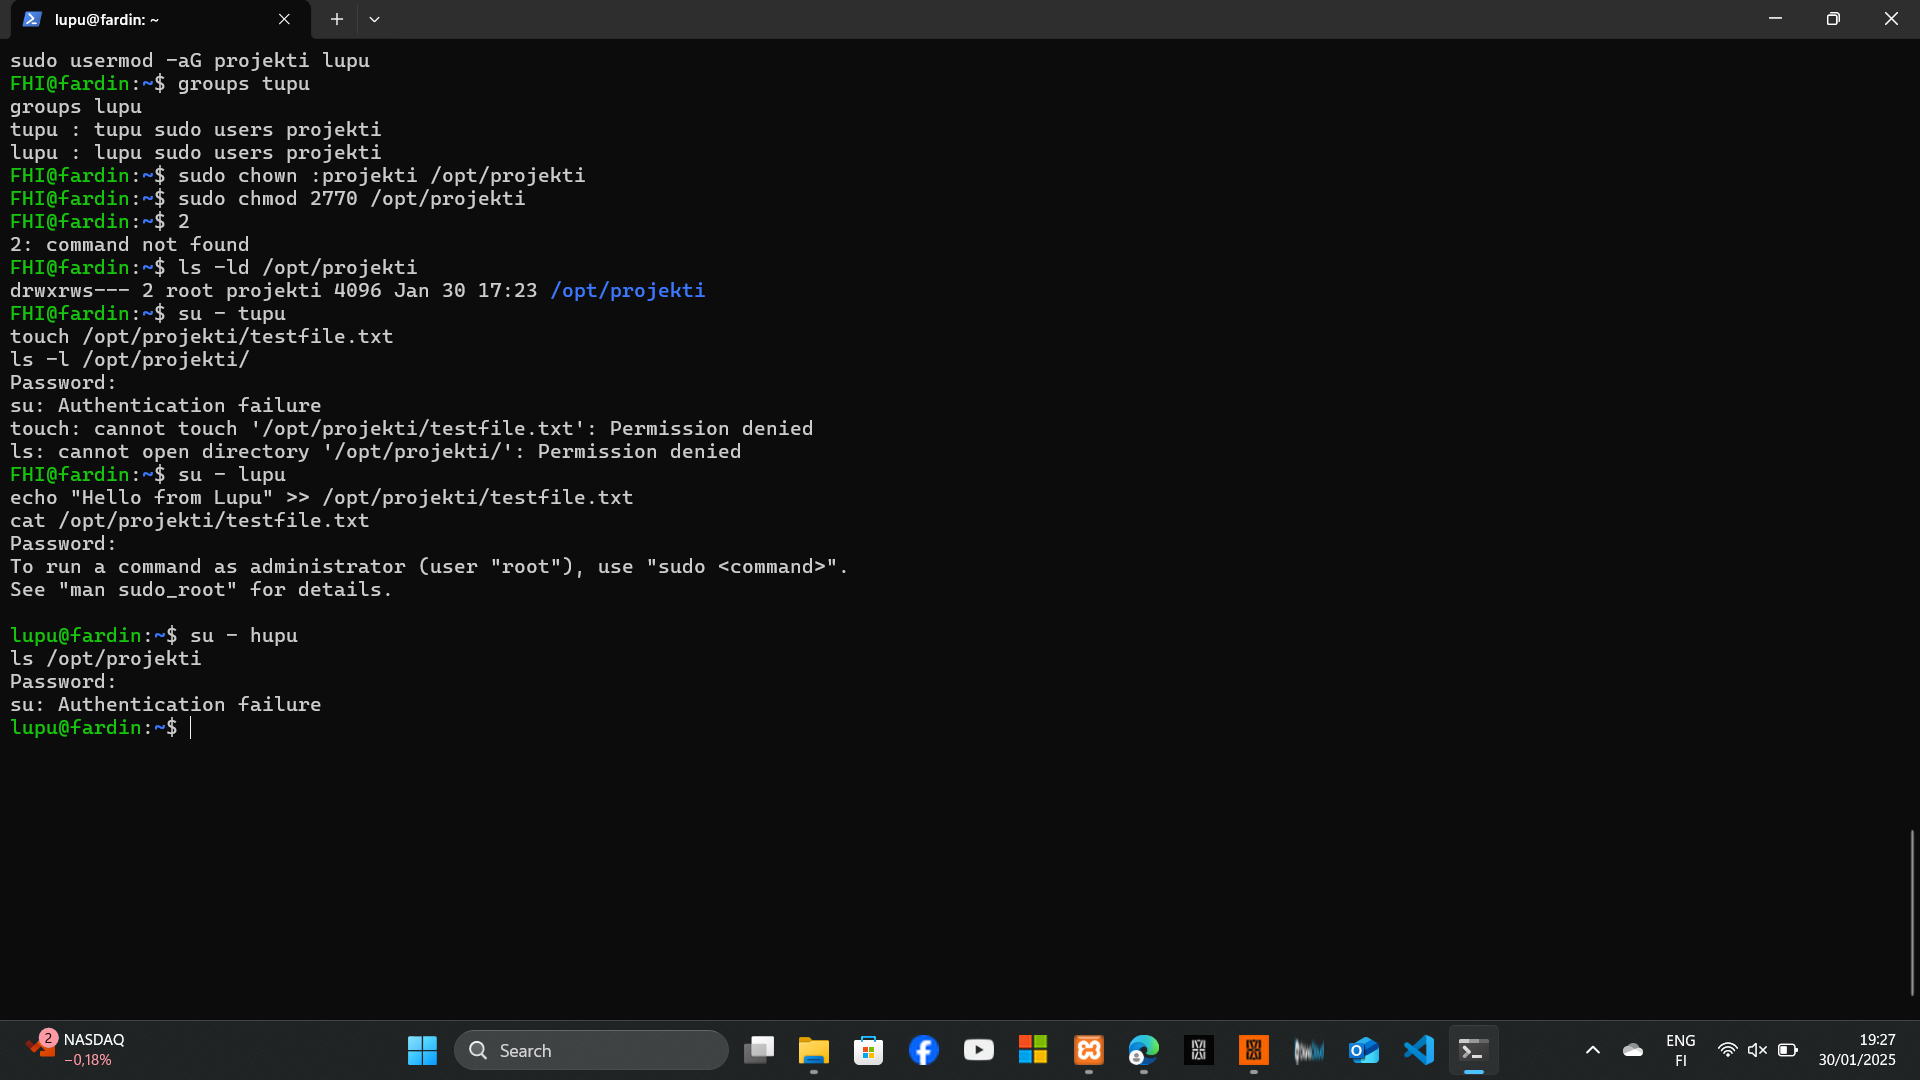 lupu@fardin: ~
sudo usermod -aG projekti lupu
FHI@fardin:~$ groups tupu
groups lupu
tupu : tupu sudo users projekti
lupu : lupu sudo users projekti
FHI@fardin:~$ sudo chown :projekti /opt/projekti
FHI@fardin:~$ sudo chmod 2770 /opt/projekti
FHI@fardin:~$ 2
2: command not found
FHI@fardin:~$ ls -ld /opt/projekti
drwxrws--- 2 root projekti 4096 Jan 30 17:23 /opt/projekti
FHI@fardin:~$ su - tupu
touch /opt/projekti/testfile.txt
ls -l /opt/projekti/
Password:
su: Authentication failure
touch: cannot touch '/opt/projekti/testfile.txt': Permission denied
ls: cannot open directory '/opt/projekti/': Permission denied
FHI@fardin:~$ su - lupu
echo "Hello from Lupu" >> /opt/projekti/testfile.txt
cat /opt/projekti/testfile.txt
Password:
To run a command as administrator (user "root"), use "sudo <command>".
See "man sudo_root" for details.
lupu@fardin:~$ su - hupu
ls /opt/projekti
Password:
su: Authentication failure
lupu@fardin:~$
2
NASDAQ
-0,18%
Search
ENG
FI
19:27
30/01/2025